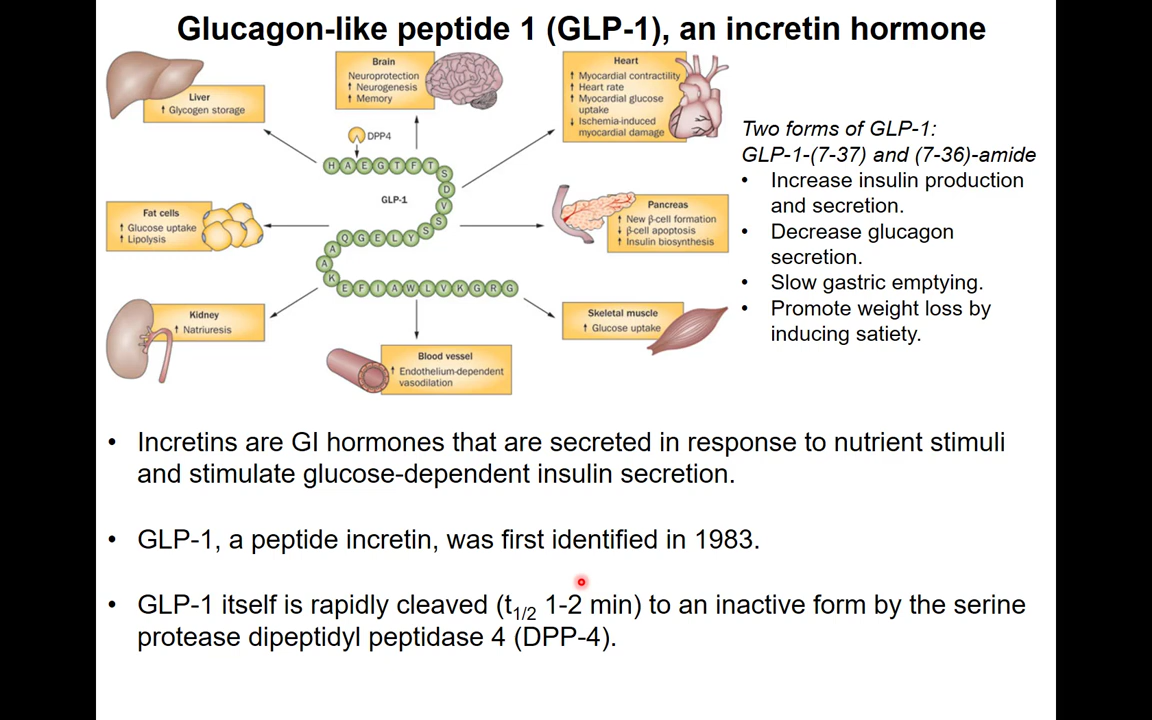 Glucagon-like peptide 1 (GLP-1), an incretin hormone
Liver
↑ Glycogen storage
Brain
Neuroprotection
↑ Neurogenesis
↑ Memory
Heart
↑ Myocardial contractility
↑ Heart rate
↑ Myocardial glucose
uptake
↓ Ischemia-induced
myocardial damage
DPP4
H A E G T F T
S
D
V
S
S
Y L E G Q
A
A
K
E F I A W L V K G R G
GLP-1
Fat cells
↑ Glucose uptake
↑ Lipolysis
Pancreas
↑ New β-cell formation
↓ β-cell apoptosis
↑ Insulin biosynthesis
Kidney
↑ Natriuresis
Blood vessel
↑ Endothelium-dependent
vasodilation
Skeletal muscle
↑ Glucose uptake
Two forms of GLP-1:
GLP-1-(7-37) and (7-36)-amide
• Increase insulin production
and secretion.
• Decrease glucagon
secretion.
• Slow gastric emptying.
• Promote weight loss by
inducing satiety.
• Incretins are GI hormones that are secreted in response to nutrient stimuli
and stimulate glucose-dependent insulin secretion.
• GLP-1, a peptide incretin, was first identified in 1983.
• GLP-1 itself is rapidly cleaved (t1/2 1-2 min) to an inactive form by the serine
protease dipeptidyl peptidase 4 (DPP-4).